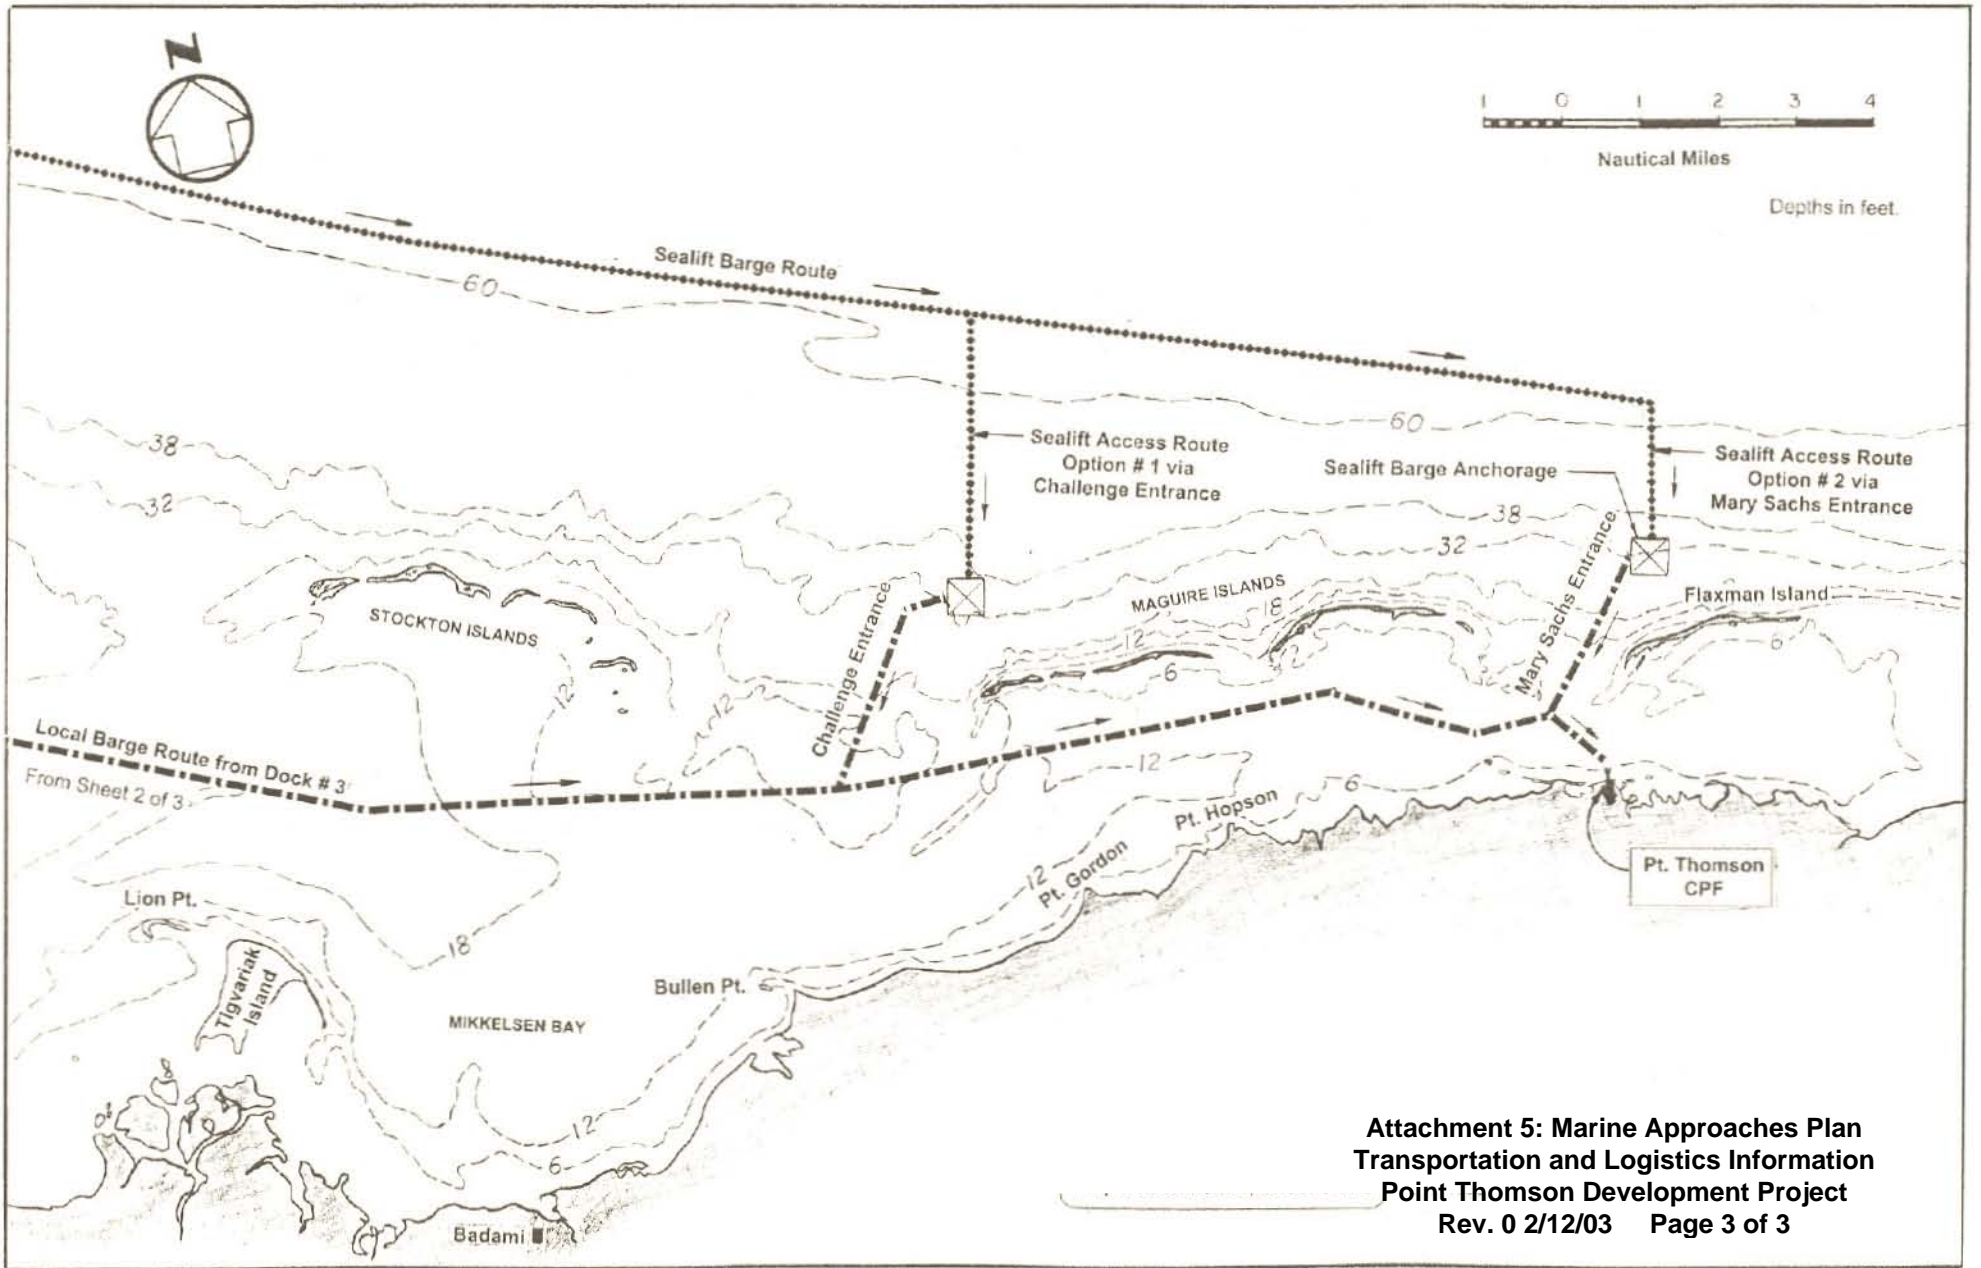 N
1 0 1 2 3 4
Nautical Miles
Depths in feet.
Sealift Barge Route
60
60
Sealift Access Route
Option # 1 via
Challenge Entrance
Sealift Barge Anchorage
Sealift Access Route
Option # 2 via
Mary Sachs Entrance
38
32
38
32
STOCKTON ISLANDS
Challenge Entrance
MAGUIRE ISLANDS
18
12
6
12
Mary Sachs Entrance
Flaxman Island
6
12
12
Local Barge Route from Dock # 3
From Sheet 2 of 3
12
6
Pt. Hopson
12
Pt. Gordon
Pt. Thomson
CPF
Lion Pt.
18
Tigvariak
Island
Bullen Pt.
MIKKELSEN BAY
12
6
Badami
Attachment 5: Marine Approaches Plan
Transportation and Logistics Information
Point Thomson Development Project
Rev. 0 2/12/03 Page 3 of 3